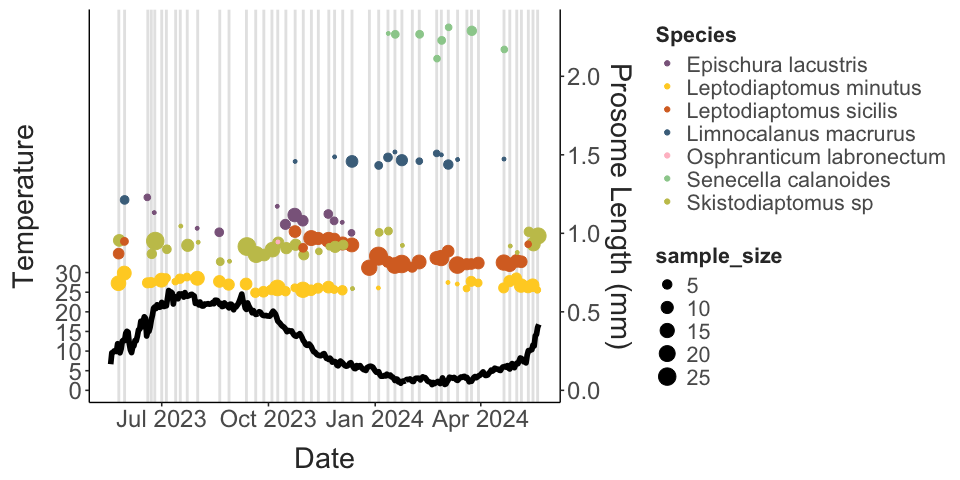 Temperature
30
25
20
15
10
5
0
Jul 2023 Oct 2023 Jan 2024 Apr 2024
Date
2.0
1.5
1.0
0.5
0.0
Prosome Length (mm)
Species
Epischura lacustris
Leptodiaptomus minutus
Leptodiaptomus sicilis
Limnocalanus macrurus
Osphranticum labronectum
Senecella calanoides
Skistodiaptomus sp
sample_size
5
10
15
20
25